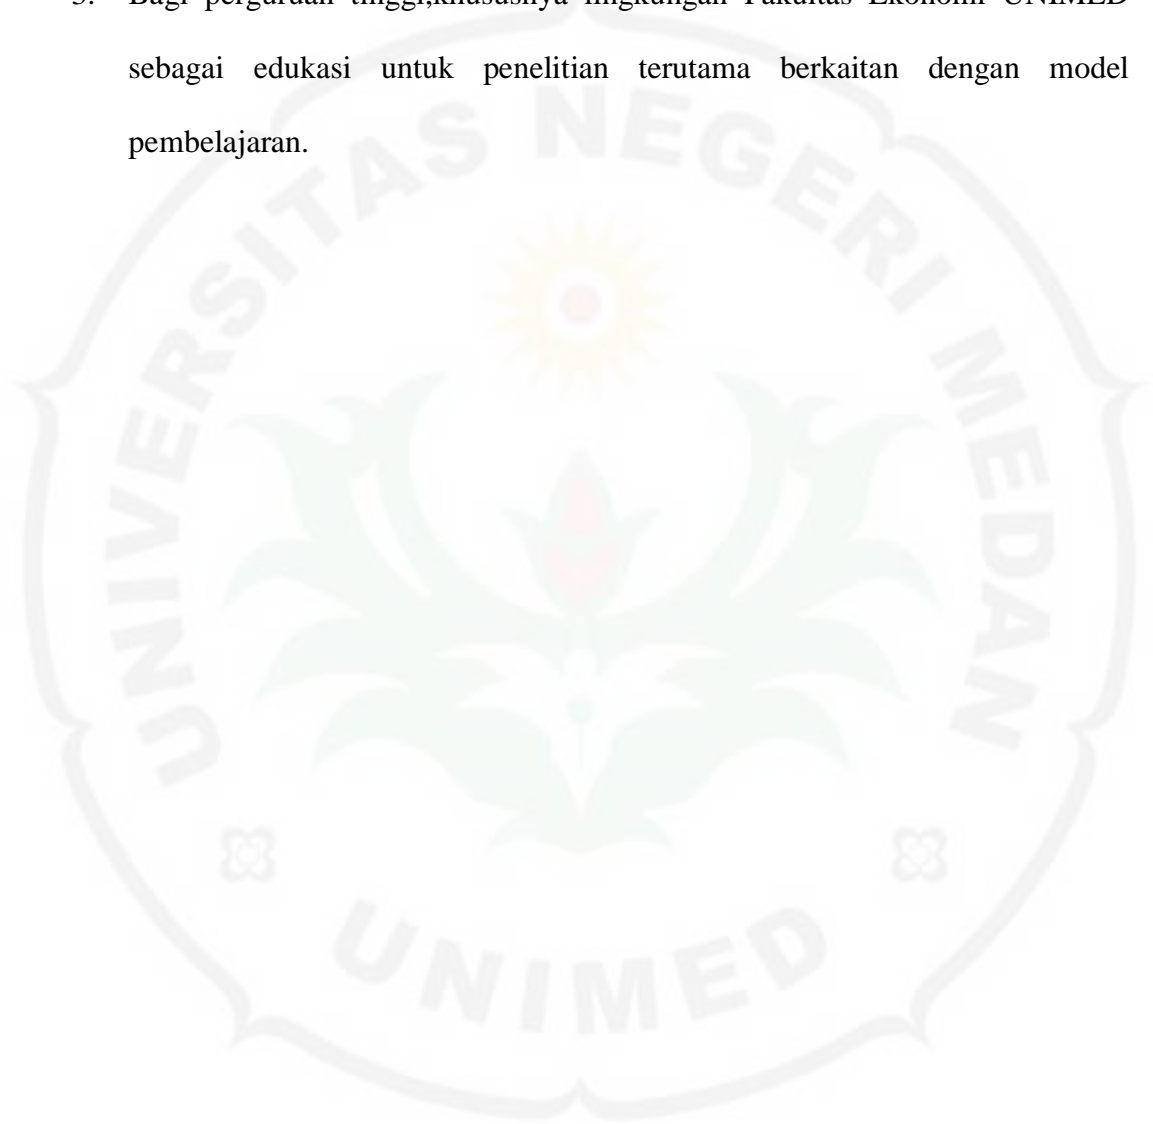 Bagi perguruan tinggi,khususnya lingkungan Fakultas Ekonomi UNIMED
sebagai edukasi untuk penelitian terutama berkaitan dengan model
pembelajaran.
UNIVERSITAS NEGERI MEDAN
UNIMED